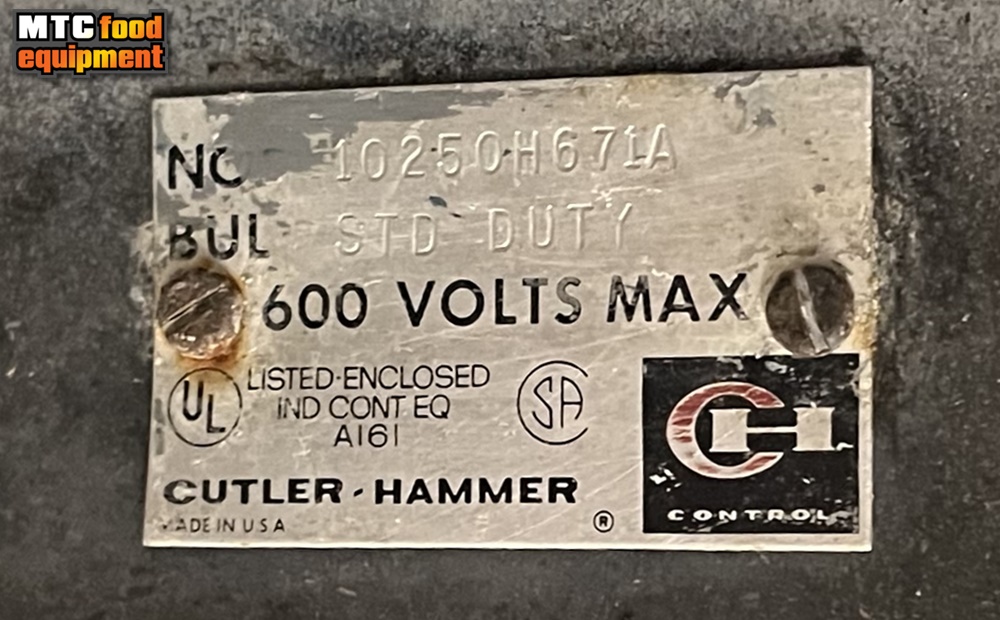 MTC food
equipment
NO 10250H671A
BUL STD DUTY
600 VOLTS MAX
UL LISTED-ENCLOSED
IND CONT EQ
A161
SA
CUTLER-HAMMER
MADE IN U S A
®
CH
CONTROL